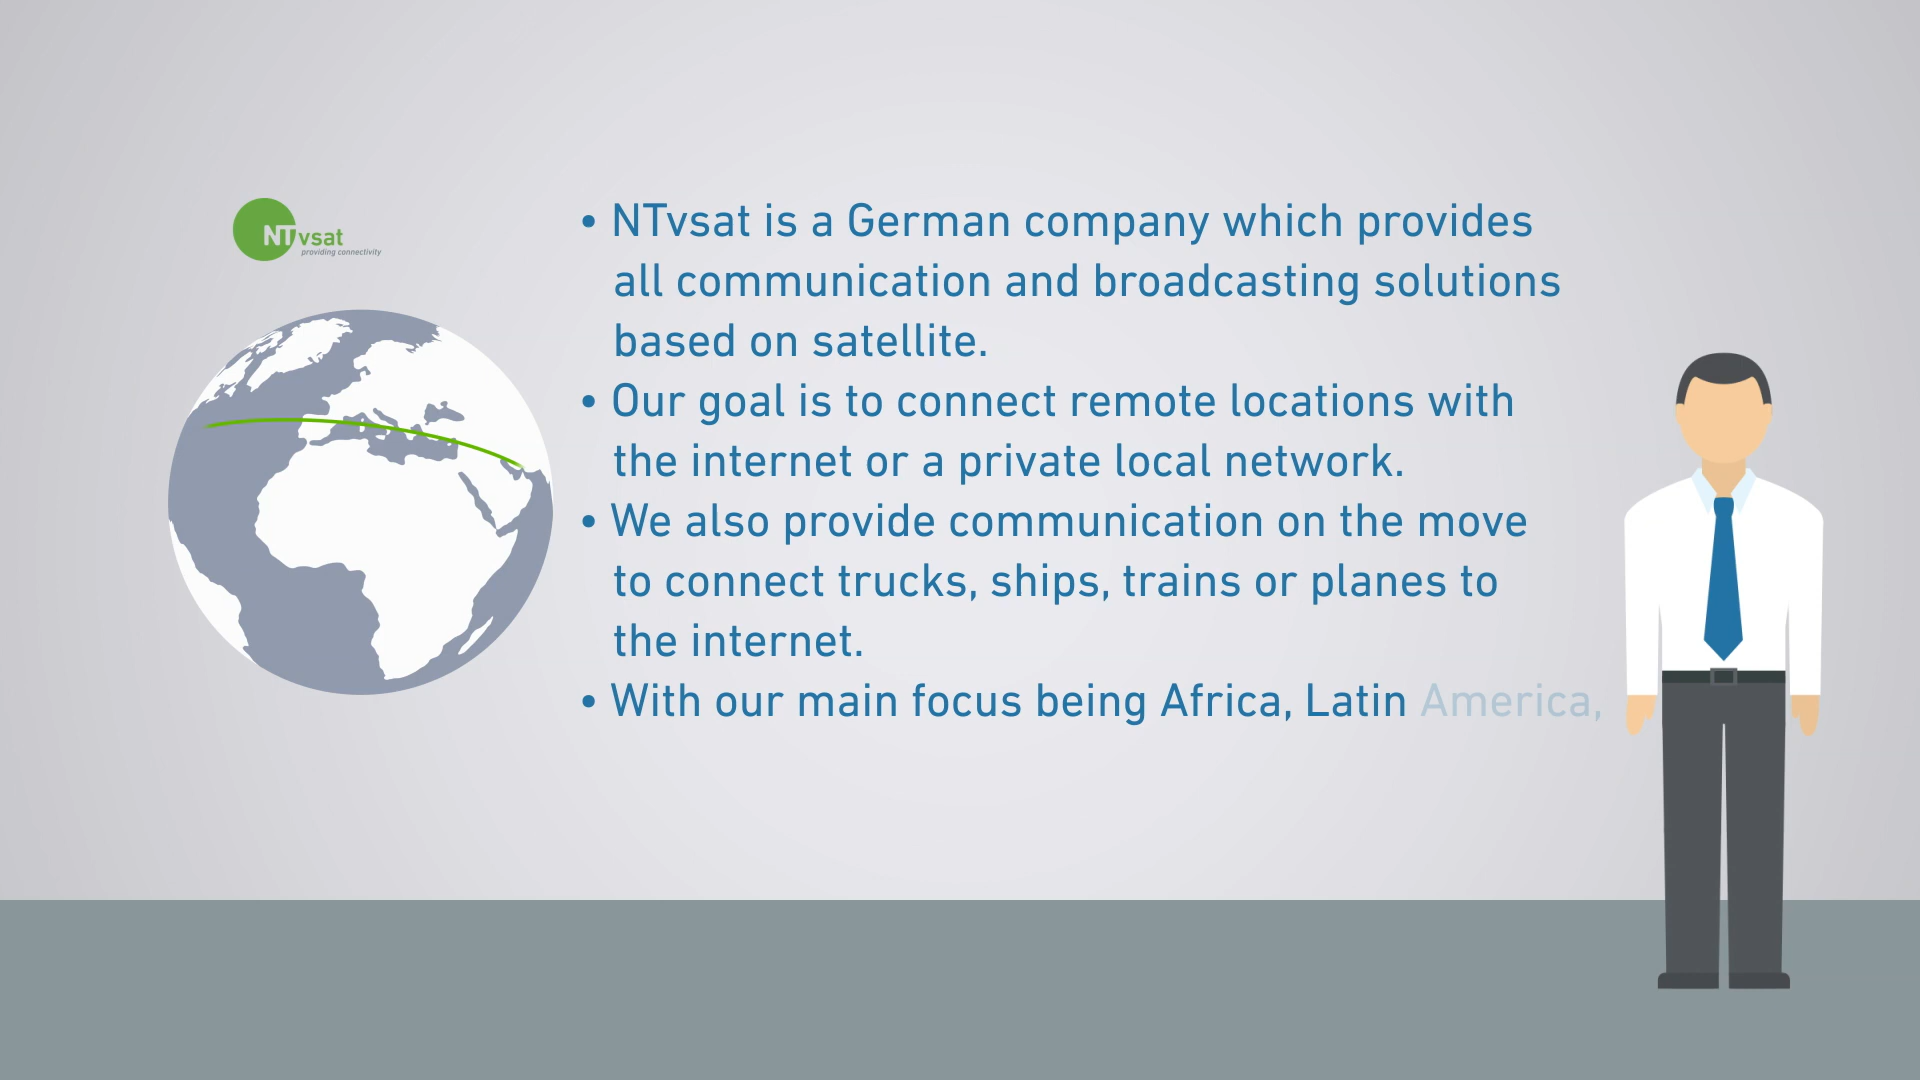 NTvsat
providing connectivity
• NTvsat is a German company which provides
all communication and broadcasting solutions
based on satellite.
• Our goal is to connect remote locations with
the internet or a private local network.
• We also provide communication on the move
to connect trucks, ships, trains or planes to
the internet.
• With our main focus being Africa, Latin America,